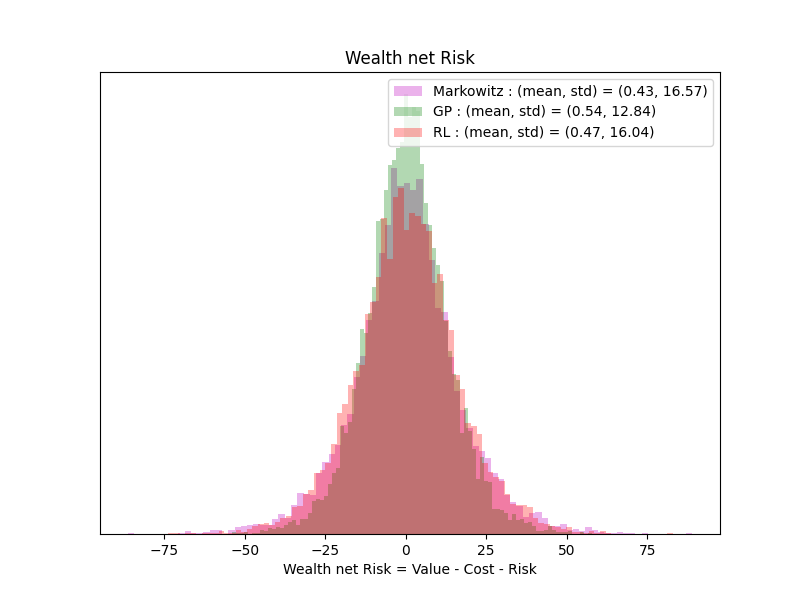 Wealth net Risk
Markowitz : (mean, std) = (0.43, 16.57)
GP : (mean, std) = (0.54, 12.84)
RL : (mean, std) = (0.47, 16.04)
−75 −50 −25 0 25 50 75
Wealth net Risk = Value - Cost - Risk